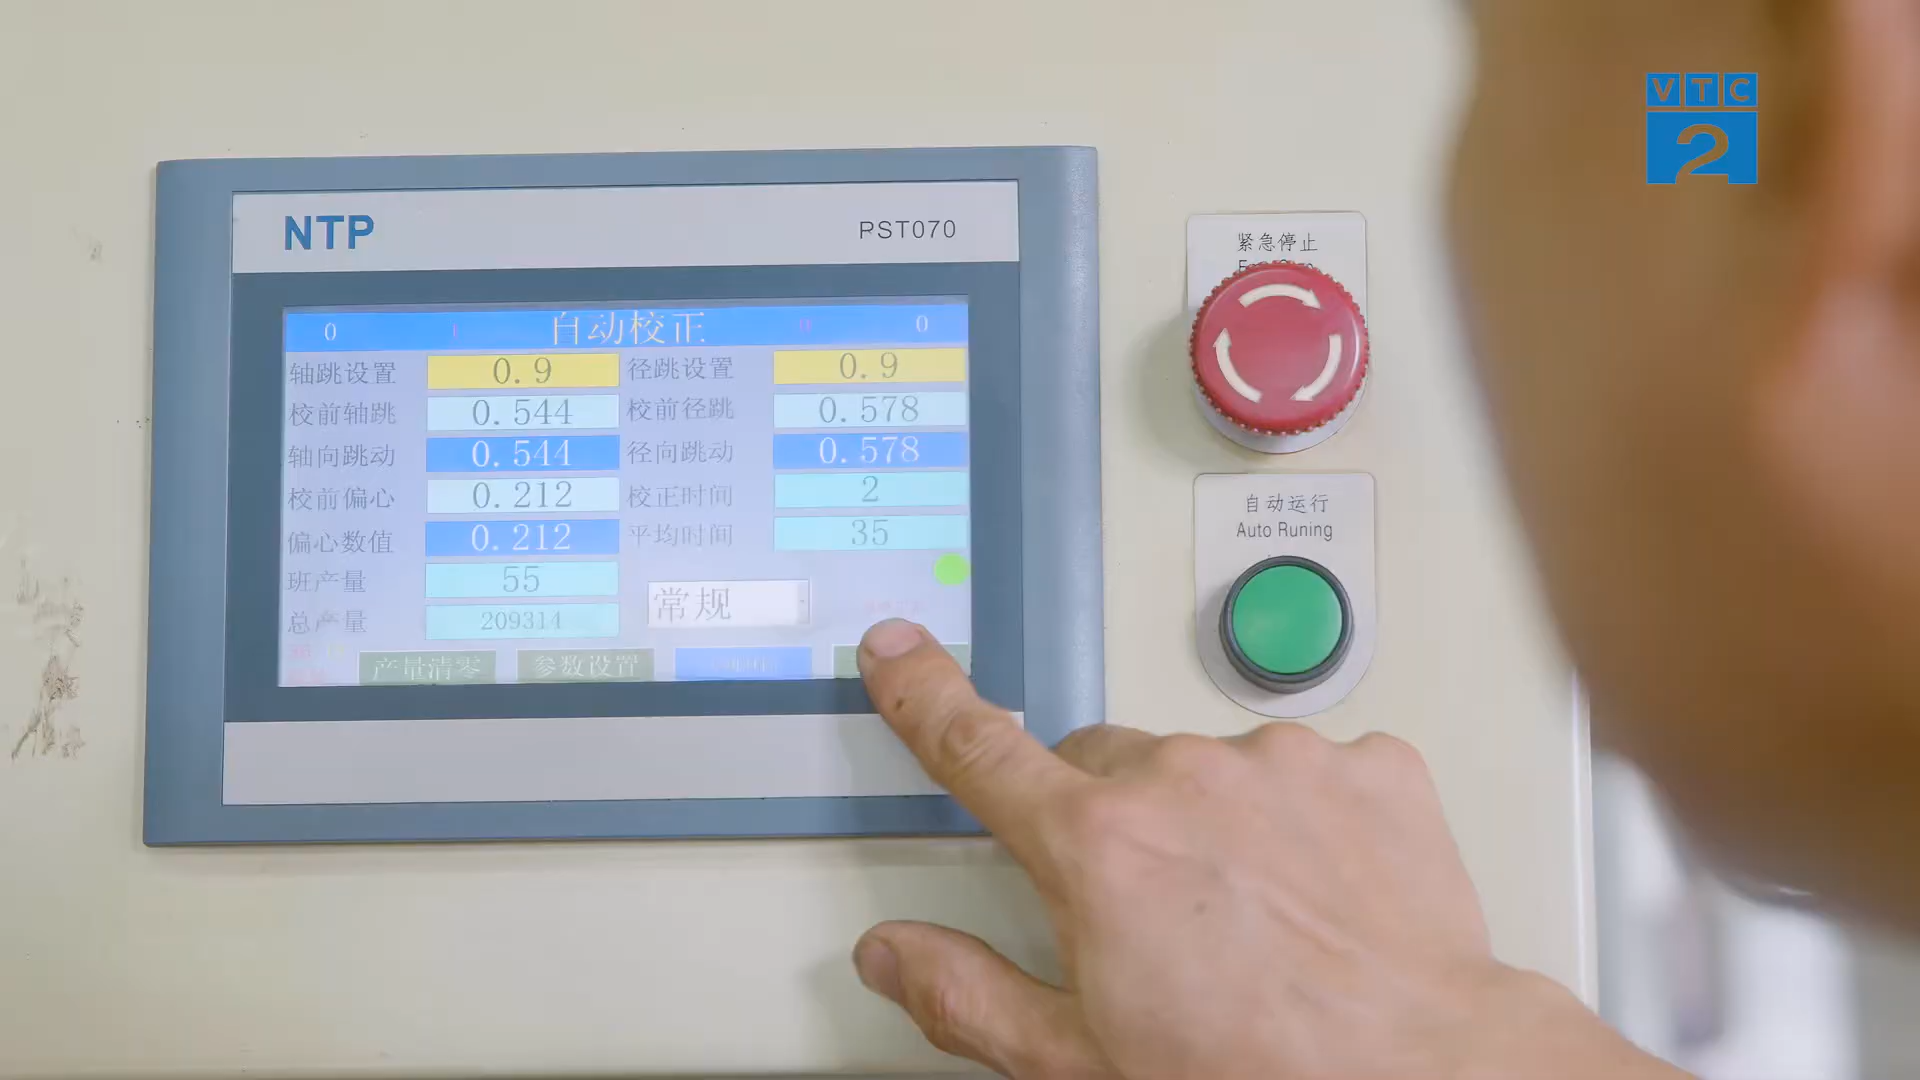 VTC
2
NTP
PST070
0 自动校正 0 0
轴跳设置 0.9 径跳设置 0.9
校前轴跳 0.544 校前径跳 0.578
轴向跳动 0.544 径向跳动 0.578
校前偏心 0.212 校正时间 2
偏心数值 0.212 平均时间 35
班产量 55
总产量 209314
常规
产量清零 参数设置
紧急停止
自动运行
Auto Runing